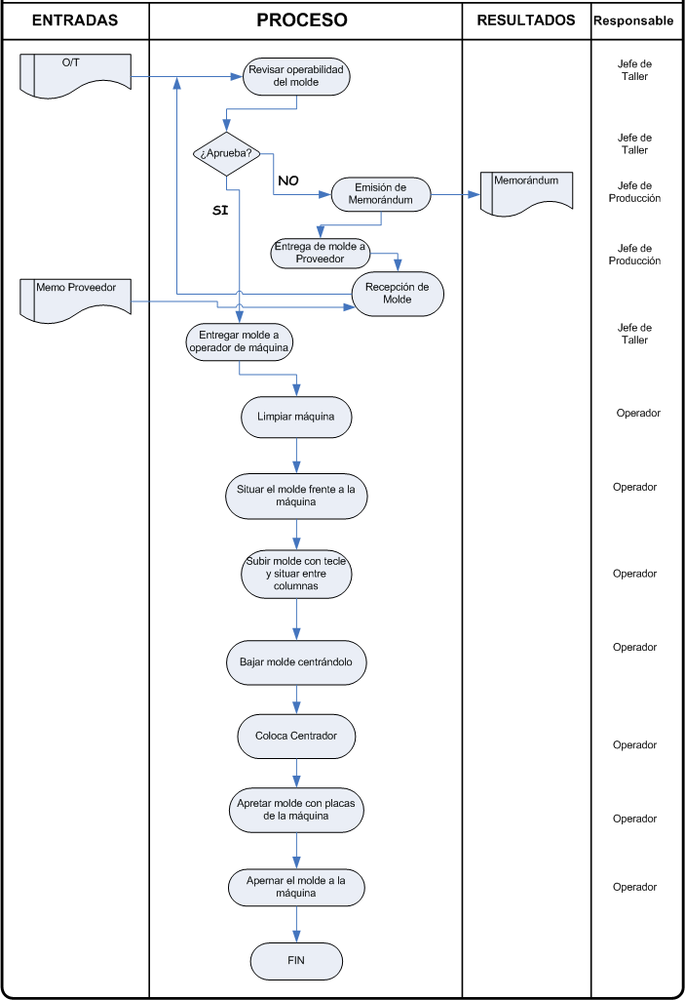 ENTRADAS
PROCESO
RESULTADOS
Responsable
O/T
Revisar operabilidad
del molde
Jefe de
Taller
¿Aprueba?
Jefe de
Taller
NO
SI
Emisión de
Memorándum
Memorándum
Jefe de
Producción
Entrega de molde a
Proveedor
Jefe de
Producción
Memo Proveedor
Recepción de
Molde
Entregar molde a
operador de máquina
Jefe de
Taller
Limpiar máquina
Operador
Situar el molde frente a la
máquina
Operador
Subir molde con tecle
y situar entre
columnas
Operador
Bajar molde centrándolo
Operador
Coloca Centrador
Operador
Apretar molde con placas
de la máquina
Operador
Apernar el molde a la
máquina
Operador
FIN